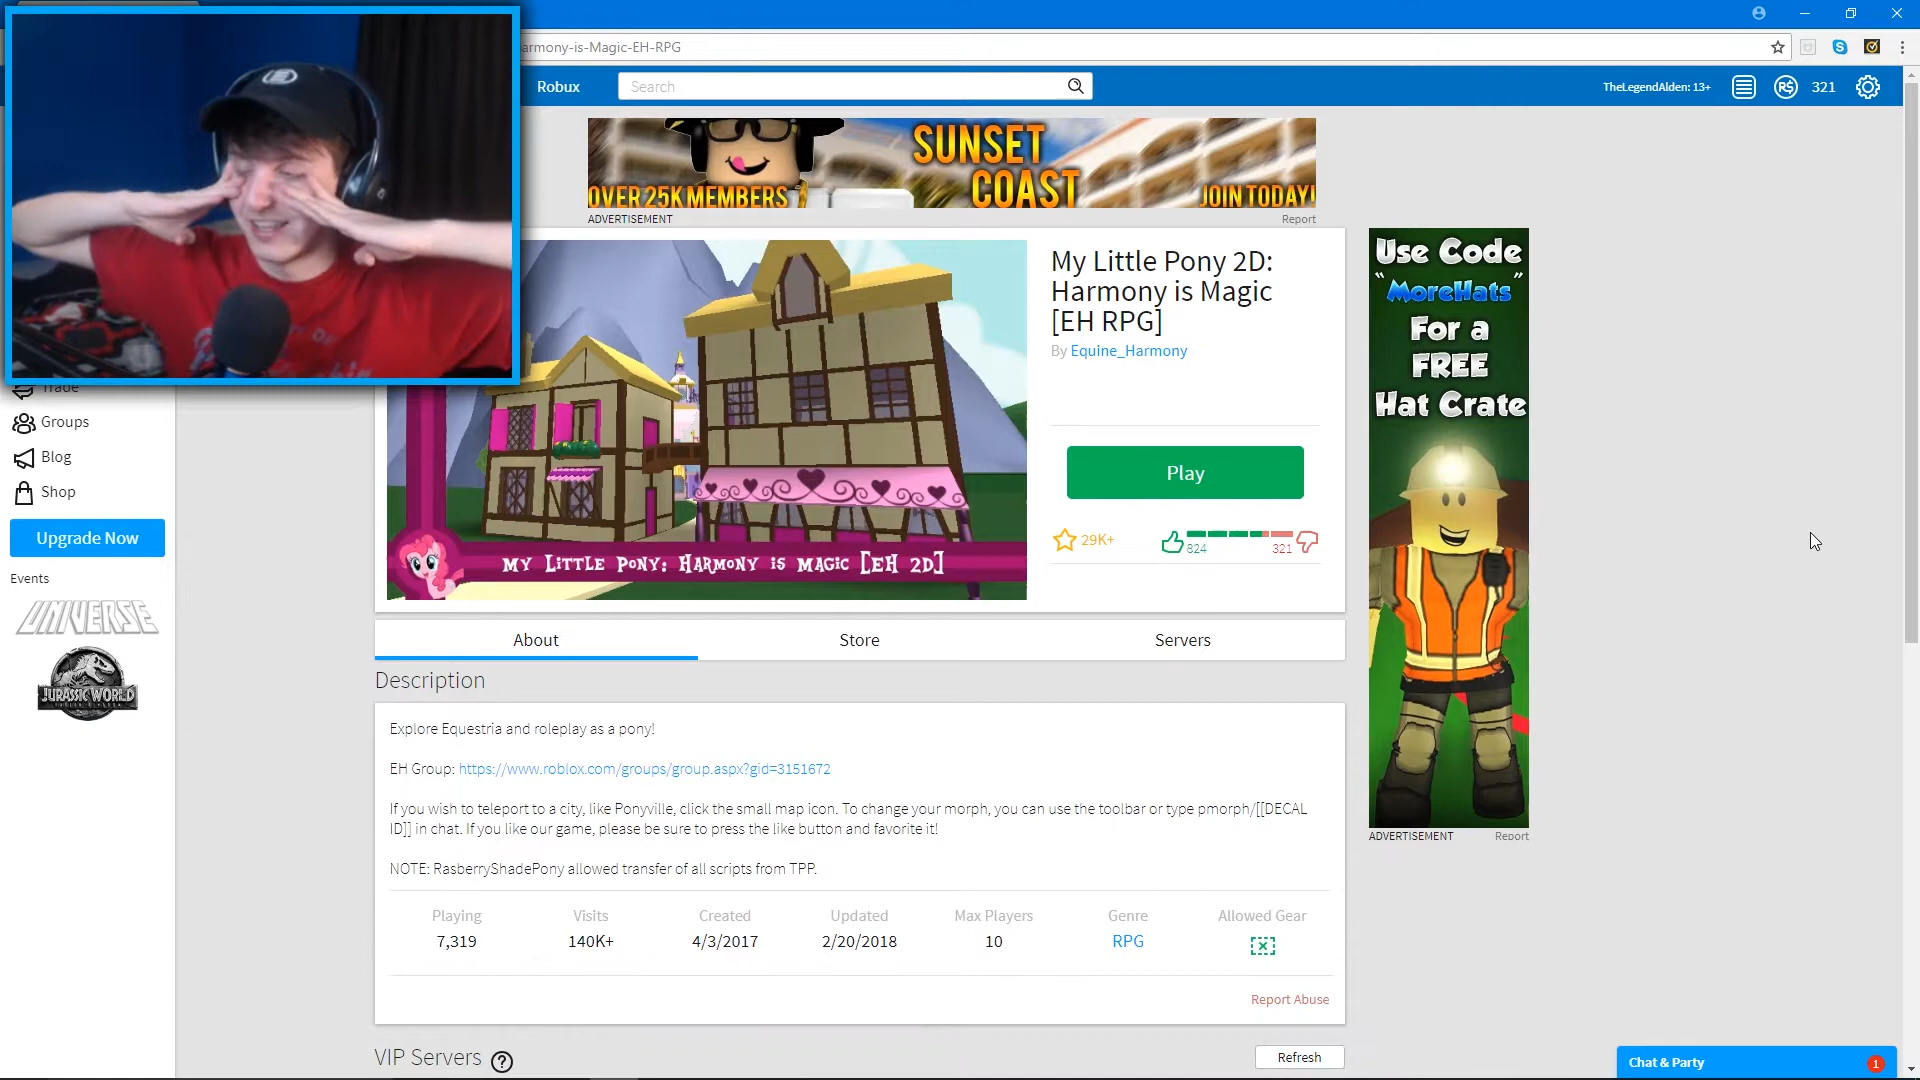 armony-is-Magic-EH-RPG
Robux
Search
TheLegendAlden: 13+
R$
321
SUNSET
COAST
OVER 25K MEMBERS
JOIN TODAY!
ADVERTISEMENT
Report
My Little Pony 2D:
Harmony is Magic
[EH RPG]
By Equine_Harmony
Play
29K+
824
321
MY LITTLE PONY: HARMONY IS MAGIC [EH 2D]
Use Code
"MoreHats"
For a
FREE
Hat Crate
ADVERTISEMENT
Report
Trade
Groups
Blog
Shop
Upgrade Now
Events
UNIVERSE
JURASSIC WORLD
About
Store
Servers
Description
Explore Equestria and roleplay as a pony!
EH Group: https://www.roblox.com/groups/group.aspx?gid=3151672
If you wish to teleport to a city, like Ponyville, click the small map icon. To change your morph, you can use the toolbar or type pmorph/[[DECAL
ID]] in chat. If you like our game, please be sure to press the like button and favorite it!
NOTE: RasberryShadePony allowed transfer of all scripts from TPP.
Playing
Visits
Created
Updated
Max Players
Genre
Allowed Gear
7,319
140K+
4/3/2017
2/20/2018
10
RPG
Report Abuse
VIP Servers
?
Refresh
Chat & Party
1